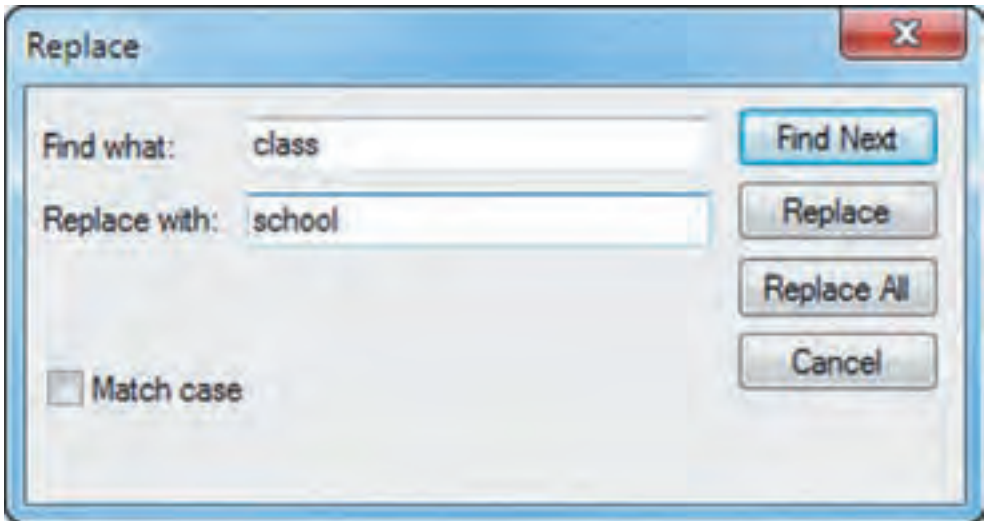 Replace
Find what: class
Find Next
Replace with: school
Replace
Replace All
Cancel
Match case